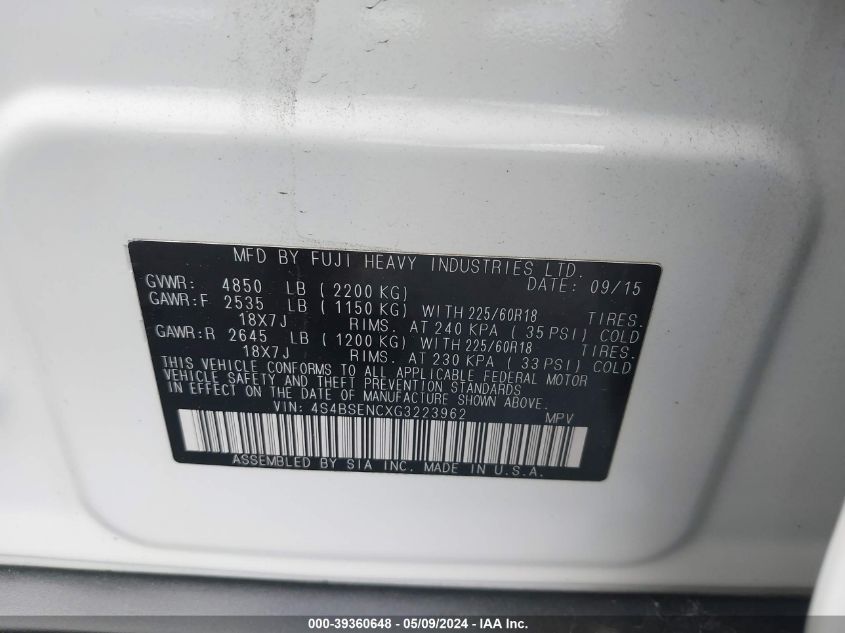 MFD BY FUJI HEAVY INDUSTRIES LTD.
GVWR: 4850 LB ( 2200 KG) DATE: 09/15
GAWR:F 2535 LB ( 1150 KG) WITH 225/60R18 TIRES.
18X7J RIMS. AT 240 KPA ( 35 PSI) COLD
GAWR:R 2645 LB ( 1200 KG) WITH 225/60R18 TIRES.
18X7J RIMS. AT 230 KPA ( 33 PSI) COLD
THIS VEHICLE CONFORMS TO ALL APPLICABLE FEDERAL MOTOR
VEHICLE SAFETY AND THEFT PREVENTION STANDARDS
IN EFFECT ON THE DATE OF MANUFACTURE SHOWN ABOVE.
VIN: 4S4BSENCXG3223962 MPV
ASSEMBLED BY SIA INC. MADE IN U.S.A.
000-39360648 - 05/09/2024 - IAA Inc.